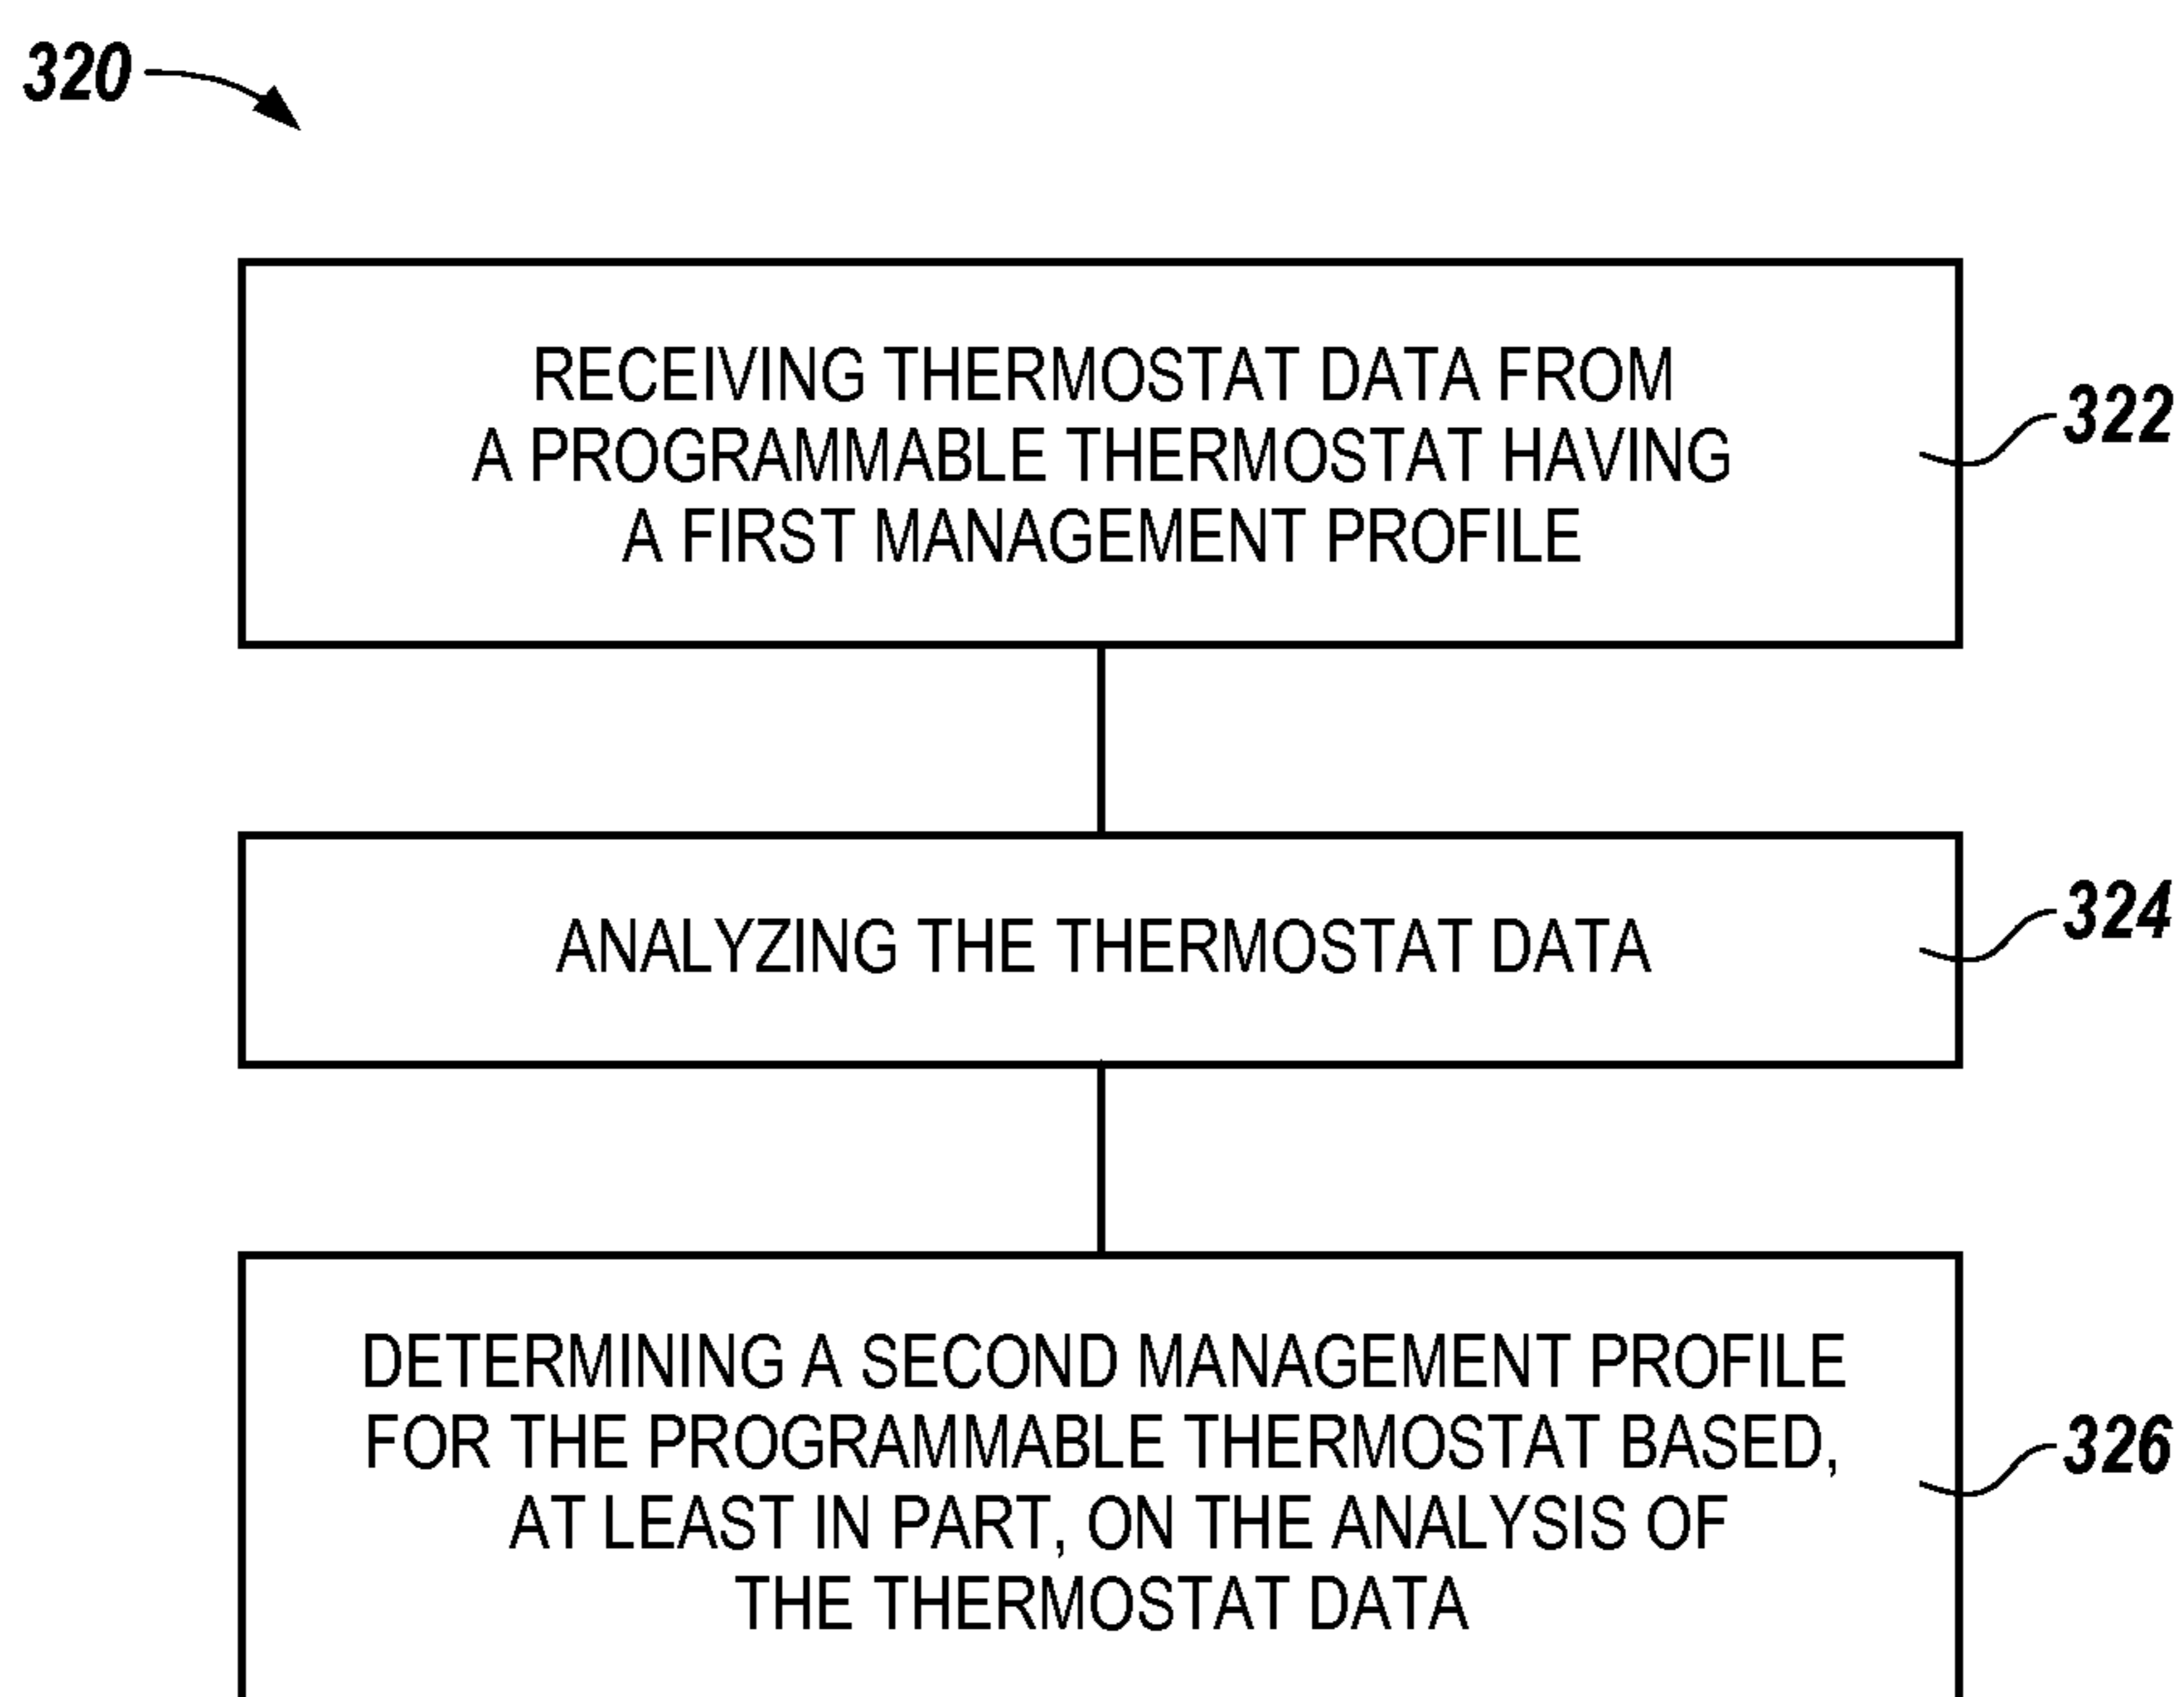 320
RECEIVING THERMOSTAT DATA FROM
A PROGRAMMABLE THERMOSTAT HAVING
A FIRST MANAGEMENT PROFILE
322
ANALYZING THE THERMOSTAT DATA
324
DETERMINING A SECOND MANAGEMENT PROFILE
FOR THE PROGRAMMABLE THERMOSTAT BASED,
AT LEAST IN PART, ON THE ANALYSIS OF
THE THERMOSTAT DATA
326